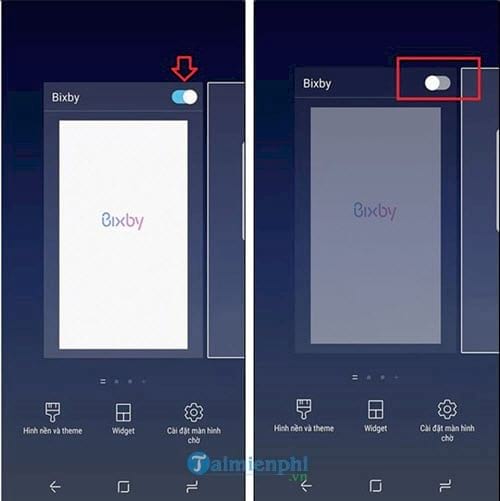 Bixby
Bixby
Hình nền và theme
Widget
Cài đặt màn hình
chờ
Bixby
Bixby
Hình nền và theme
Widget
Cài đặt màn hình
chờ
Taimienphi
.vn